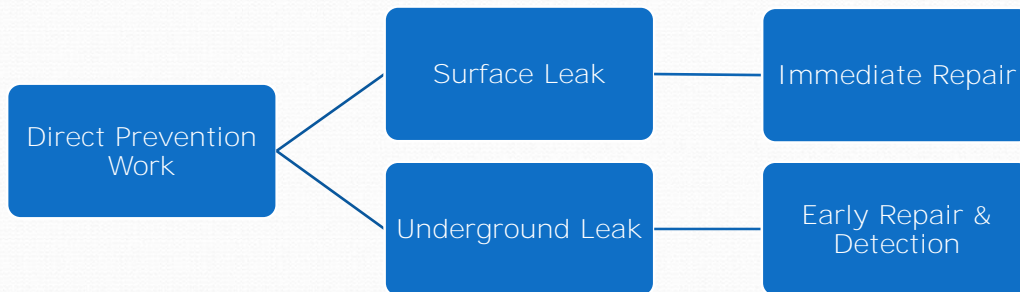 Direct Prevention
Work
Surface Leak
Immediate Repair
Underground Leak
Early Repair &
Detection